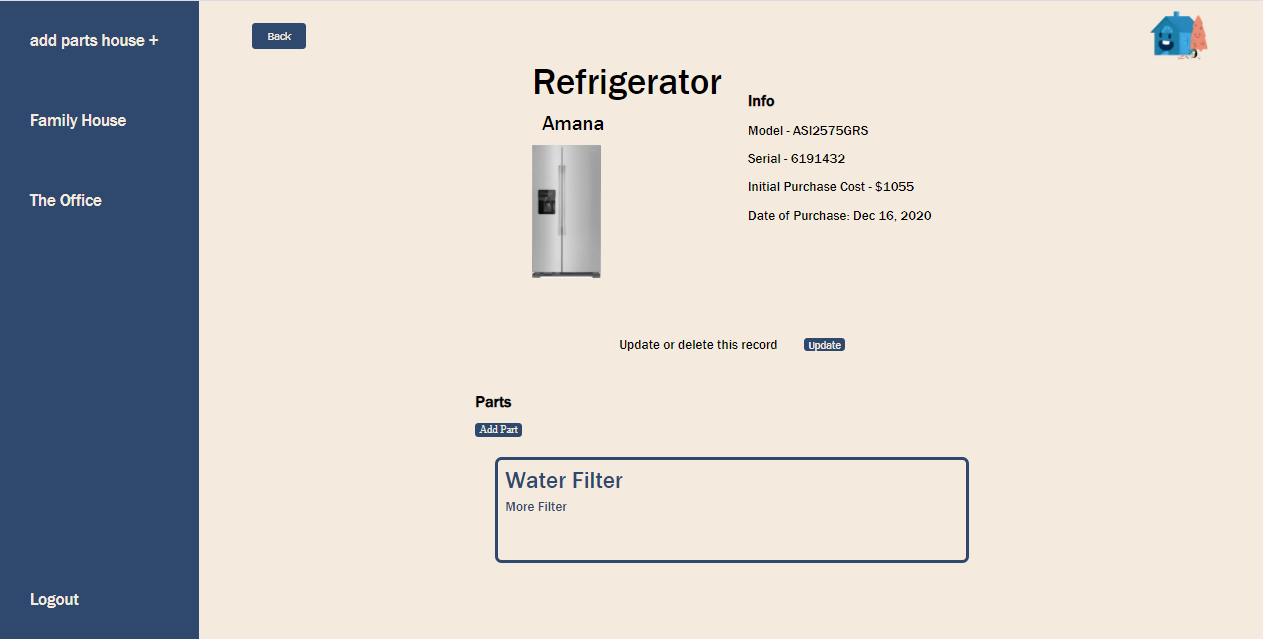 add parts house +
Family House
The Office
Logout
Back
Refrigerator
Amana
Info
Model - ASI2575GRS
Serial - 6191432
Initial Purchase Cost - $1055
Date of Purchase: Dec 16, 2020
Update or delete this record
Update
Parts
Add Part
Water Filter
More Filter